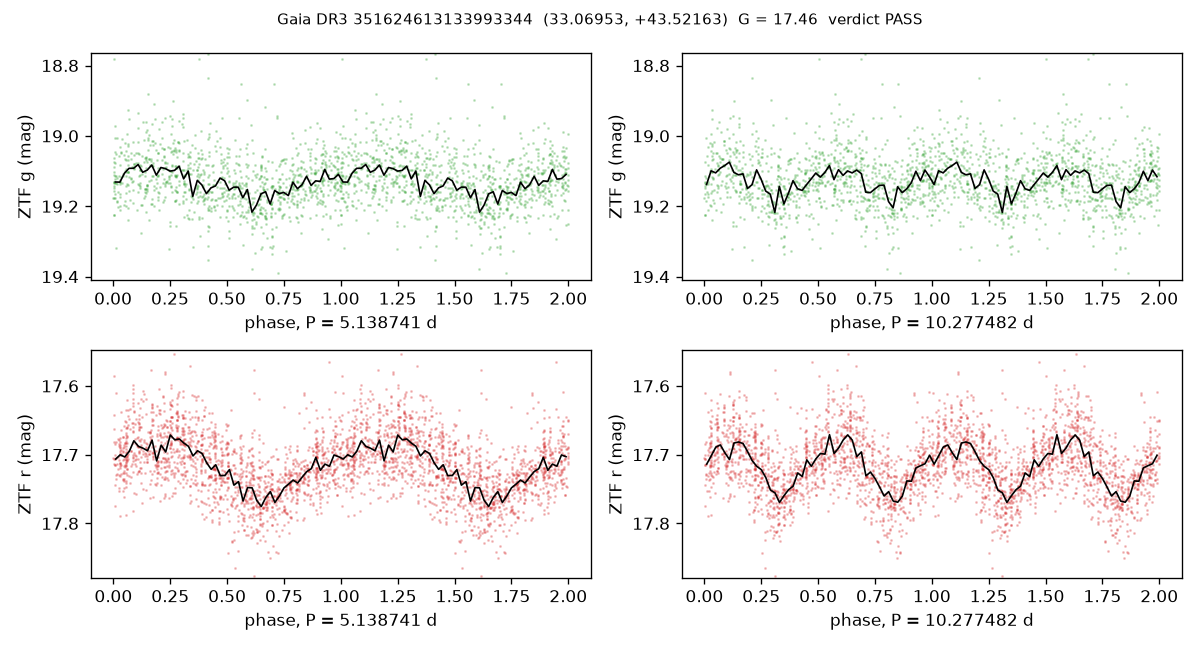 Gaia DR3 351624613133993344  (33.06953, +43.52163)  G = 17.46  verdict PASS
ZTF g (mag)
18.8
19.0
19.2
19.4
0.00 0.25 0.50 0.75 1.00 1.25 1.50 1.75 2.00
phase, P = 5.138741 d
ZTF g (mag)
18.8
19.0
19.2
19.4
0.00 0.25 0.50 0.75 1.00 1.25 1.50 1.75 2.00
phase, P = 10.277482 d
ZTF r (mag)
17.6
17.7
17.8
0.00 0.25 0.50 0.75 1.00 1.25 1.50 1.75 2.00
phase, P = 5.138741 d
ZTF r (mag)
17.6
17.7
17.8
0.00 0.25 0.50 0.75 1.00 1.25 1.50 1.75 2.00
phase, P = 10.277482 d